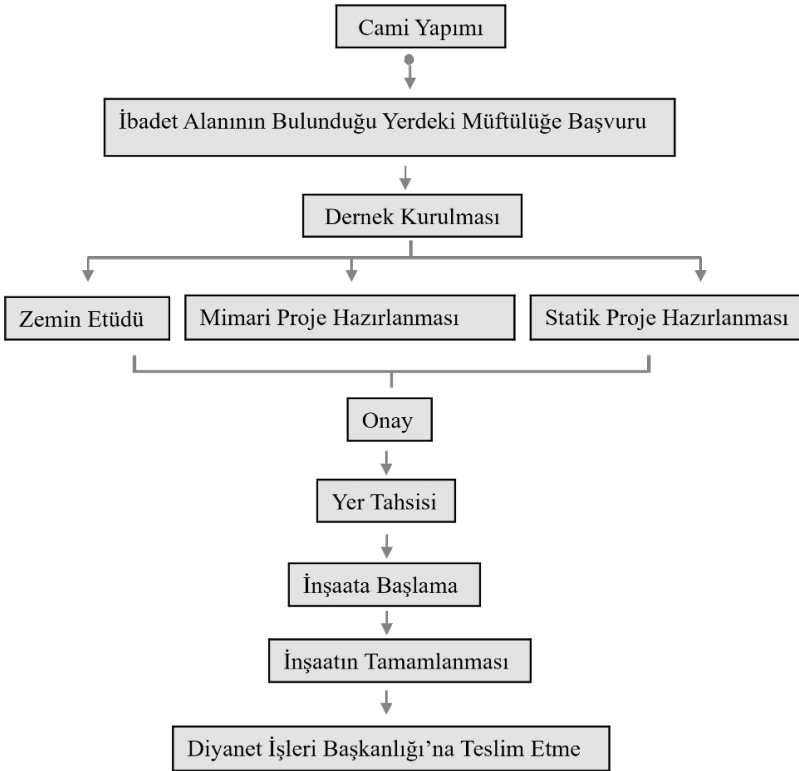 Cami Yapımı
İbadet Alanının Bulunduğu Yerdeki Müftülüğe Başvuru
Dernek Kurulması
Zemin Etüdü
Mimari Proje Hazırlanması
Statik Proje Hazırlanması
Onay
Yer Tahsisi
İnşaata Başlama
İnşaatın Tamamlanması
Diyanet İşleri Başkanlığı’na Teslim Etme